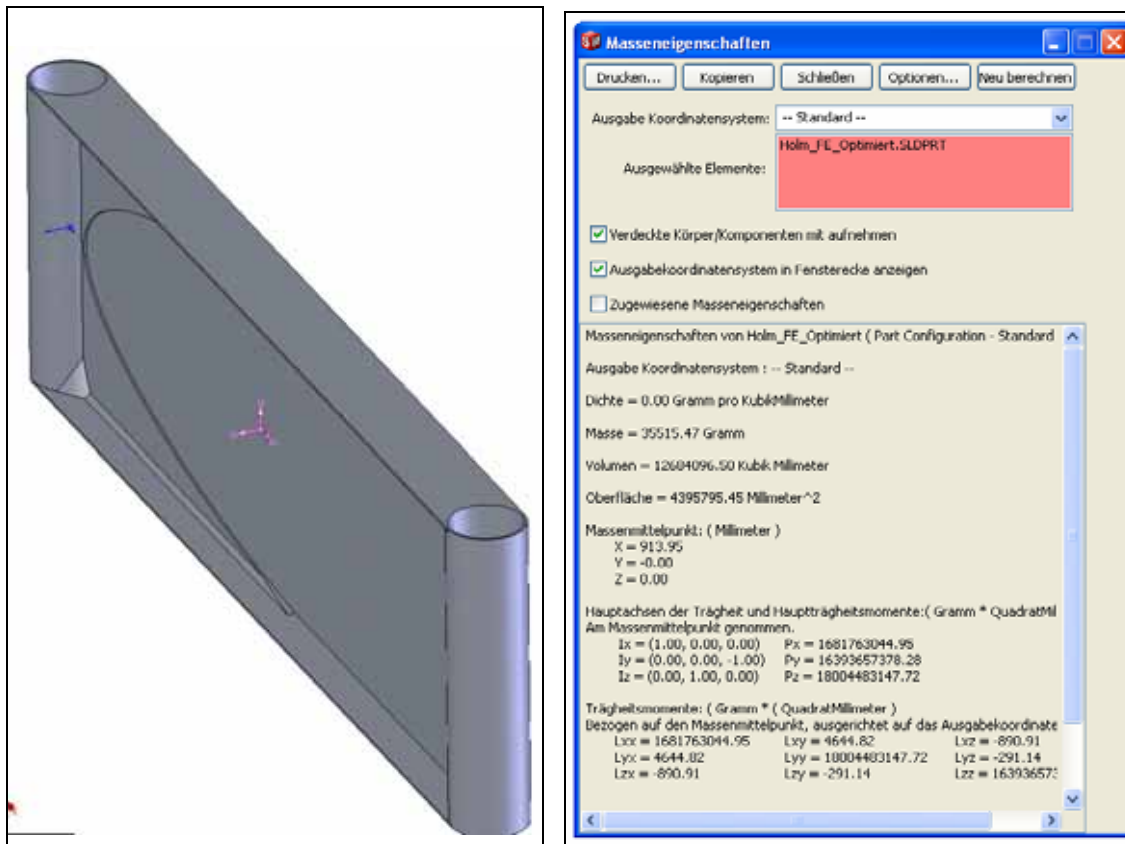 Masseneigenschaften
Drucken... Kopieren Schließen Optionen... Neu berechnen
Ausgabe Koordinatensystem: -- Standard --
Holm_FE_Optimiert.SLDPRT
Ausgewählte Elemente:
Verdeckte Körper/Komponenten mit aufnehmen
Ausgabekoordinatensystem in Fensterecke anzeigen
Zugewiesene Masseneigenschaften
Masseneigenschaften von Holm_FE_Optimiert ( Part Configuration - Standard
Ausgabe Koordinatensystem : -- Standard --
Dichte = 0.00 Gramm pro KubikMillimeter
Masse = 35515.47 Gramm
Volumen = 12684096.50 Kubik Millimeter
Oberfläche = 4395795.45 Millimeter^2
Massenmittelpunkt: ( Millimeter )
X = 913.95
Y = -0.00
Z = 0.00
Hauptachsen der Trägheit und Hauptträgheitsmomente:( Gramm * QuadratMil
Am Massenmittelpunkt genommen.
Ix = (1.00, 0.00, 0.00) Px = 1681763044.95
Iy = (0.00, 0.00, -1.00) Py = 16393657378.28
Iz = (0.00, 1.00, 0.00) Pz = 18004483147.72
Trägheitsmomente: ( Gramm * ( QuadratMillimeter )
Bezogen auf den Massenmittelpunkt, ausgerichtet auf das Ausgabekoordinate
Lxx = 1681763044.95 Lxy = 4644.82 Lxz = -890.91
Lyx = 4644.82 Lyy = 18004483147.72 Lyz = -291.14
Lzx = -890.91 Lzy = -291.14 Lzz = 163936573